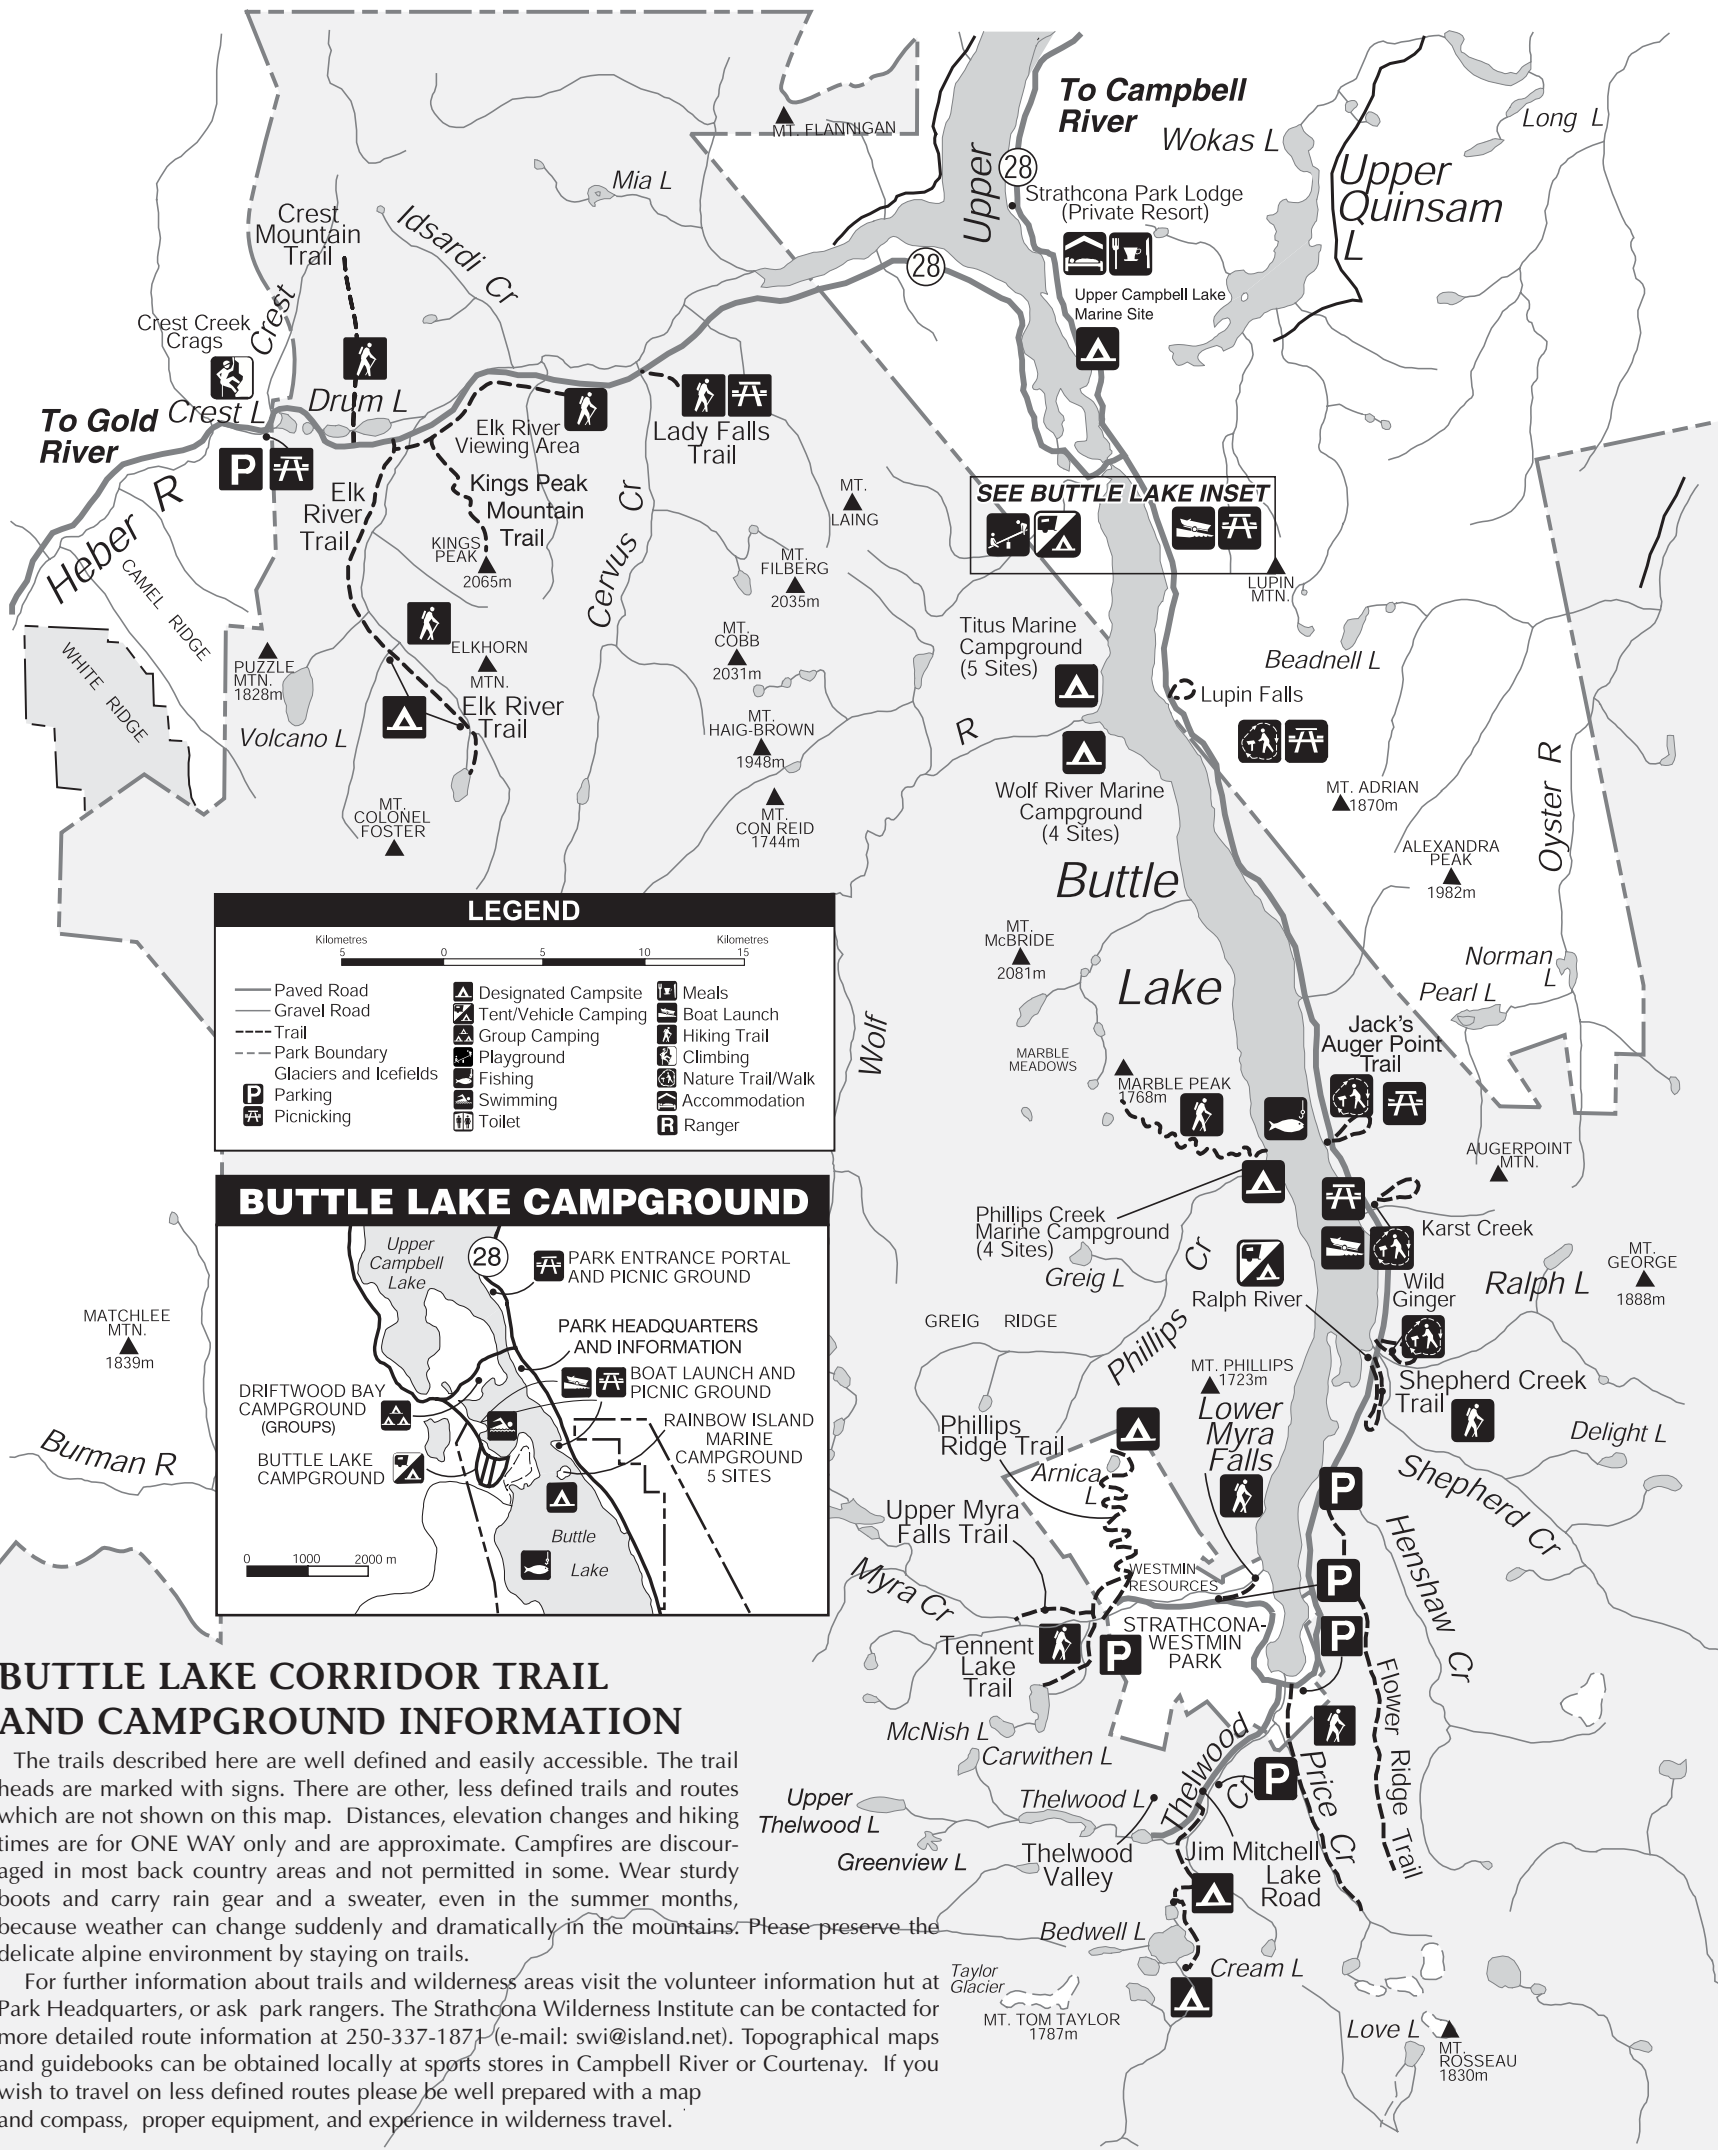 To Campbell
River
MT. FLANNIGAN
Long L
Wokas L
Upper
Quinsam
L
Upper
28
Strathcona Park Lodge
(Private Resort)
Mia L
Idsardi Cr
Crest
Mountain
Trail
28
Upper Campbell Lake
Marine Site
Crest Creek
Crags
Crest
To Gold
River
Crest L
Drum L
Elk River
Viewing Area
Lady Falls
Trail
P
Elk
River
Trail
Kings Peak
Mountain
Trail
KINGS
PEAK
2065m
Cervus Cr
MT.
LAING
SEE BUTTLE LAKE INSET
MT.
FILBERG
2035m
LUPIN
MTN.
Heber R
CAMEL RIDGE
WHITE RIDGE
PUZZLE
MTN.
1828m
ELKHORN
MTN.
MT.
COBB
2031m
Titus Marine
Campground
(5 Sites)
Beadnell L
Lupin Falls
Volcano L
Elk River
Trail
MT.
HAIG-BROWN
1948m
R
Wolf River Marine
Campground
(4 Sites)
MT. ADRIAN
1870m
Oyster R
MT.
COLONEL
FOSTER
MT.
CON REID
1744m
ALEXANDRA
PEAK
1982m
Buttle
Lake
MT.
McBRIDE
2081m
Norman
L
Pearl L
LEGEND
Kilometres
Kilometres
5 0 5 10 15
Paved Road
Gravel Road
Trail
Park Boundary
Glaciers and Icefields
P Parking
Picnicking
Designated Campsite
Tent/Vehicle Camping
Group Camping
Playground
Fishing
Swimming
Toilet
Meals
Boat Launch
Hiking Trail
Climbing
Nature Trail/Walk
Accommodation
R Ranger
Wolf
MARBLE
MEADOWS
MARBLE PEAK
1768m
Jack's
Auger Point
Trail
AUGERPOINT
MTN.
Phillips Creek
Marine Campground
(4 Sites)
Karst Creek
Greig L
Phillips Cr
Ralph River
Wild
Ginger
Ralph L
MT.
GEORGE
1888m
GREIG RIDGE
MT. PHILLIPS
1723m
Shepherd Creek
Trail
BUTTLE LAKE CAMPGROUND
Upper
Campbell
Lake
28
PARK ENTRANCE PORTAL
AND PICNIC GROUND
PARK HEADQUARTERS
AND INFORMATION
BOAT LAUNCH AND
PICNIC GROUND
DRIFTWOOD BAY
CAMPGROUND
(GROUPS)
RAINBOW ISLAND
MARINE
CAMPGROUND
5 SITES
BUTTLE LAKE
CAMPGROUND
Buttle
Lake
0 1000 2000 m
MATCHLEE
MTN.
1839m
Burman R
Phillips
Ridge Trail
Lower
Myra
Falls
Delight L
Arnica
L
P
Shepherd Cr
Upper Myra
Falls Trail
Henshaw Cr
Myra Cr
WESTMIN
RESOURCES
P
STRATHCONA-
WESTMIN
PARK
P
Tennent
Lake
Trail
P
Flower Ridge Trail
McNish L
Carwithen L
Thelwood Cr
P
Price Cr
Upper
Thelwood L
Thelwood L
Greenview L
Thelwood
Valley
Jim Mitchell
Lake
Road
Bedwell L
Cream L
Taylor
Glacier
MT. TOM TAYLOR
1787m
Love L
MT.
ROSSEAU
1830m
BUTTLE LAKE CORRIDOR TRAIL
AND CAMPGROUND INFORMATION
The trails described here are well defined and easily accessible. The trail
heads are marked with signs. There are other, less defined trails and routes
which are not shown on this map. Distances, elevation changes and hiking
times are for ONE WAY only and are approximate. Campfires are discour-
aged in most back country areas and not permitted in some. Wear sturdy
boots and carry rain gear and a sweater, even in the summer months,
because weather can change suddenly and dramatically in the mountains. Please preserve the
delicate alpine environment by staying on trails.
For further information about trails and wilderness areas visit the volunteer information hut at
Park Headquarters, or ask park rangers. The Strathcona Wilderness Institute can be contacted for
more detailed route information at 250-337-1871 (e-mail: swi@island.net). Topographical maps
and guidebooks can be obtained locally at sports stores in Campbell River or Courtenay. If you
wish to travel on less defined routes please be well prepared with a map
and compass, proper equipment, and experience in wilderness travel.